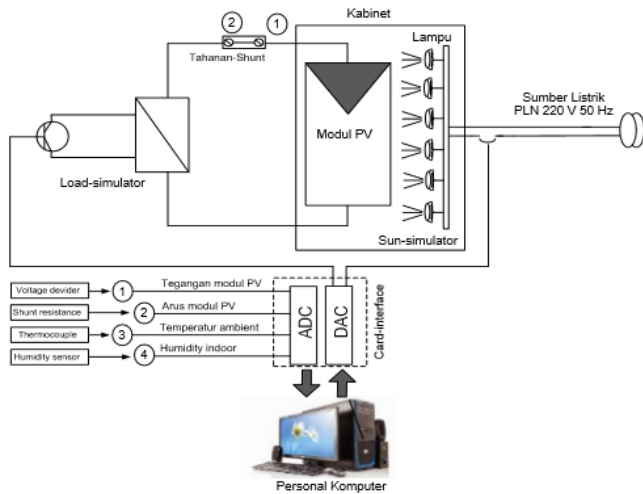 Kabinet
2
1
Lampu
Tahanan-Shunt
Sumber Listrik
PLN 220 V 50 Hz
Modul PV
Load-simulator
Sun-simulator
Voltage devider
1
Tegangan modul PV
Shunt resistance
2
Arus modul PV
Thermocouple
3
Temperatur ambient
Humidity sensor
4
Humidity indoor
ADC
DAC
Card-interface
Personal Komputer